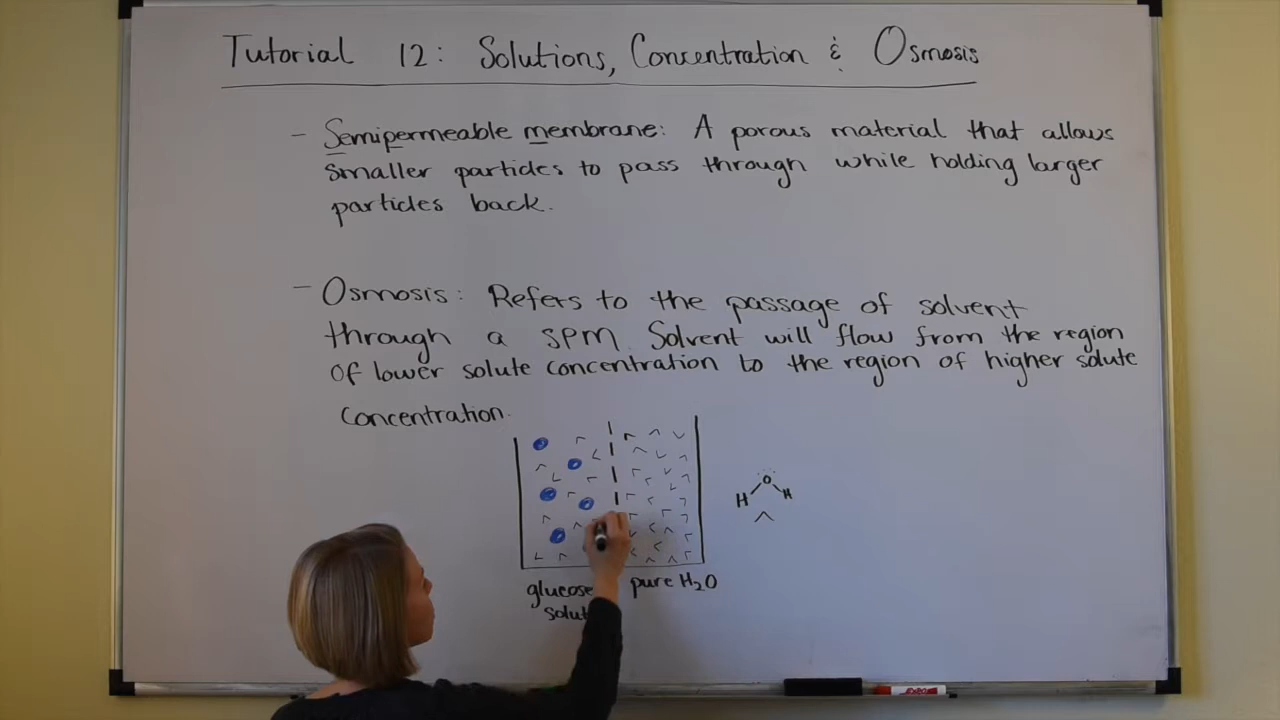 Tutorial 12: Solutions, Concentration & Osmosis
- Semipermeable membrane: A porous material that allows
smaller particles to pass through while holding larger
particles back.
- Osmosis: Refers to the passage of solvent
through a SPM. Solvent will flow from the region
of lower solute concentration to the region of higher solute
concentration.
O
H H
glucose pure H₂O